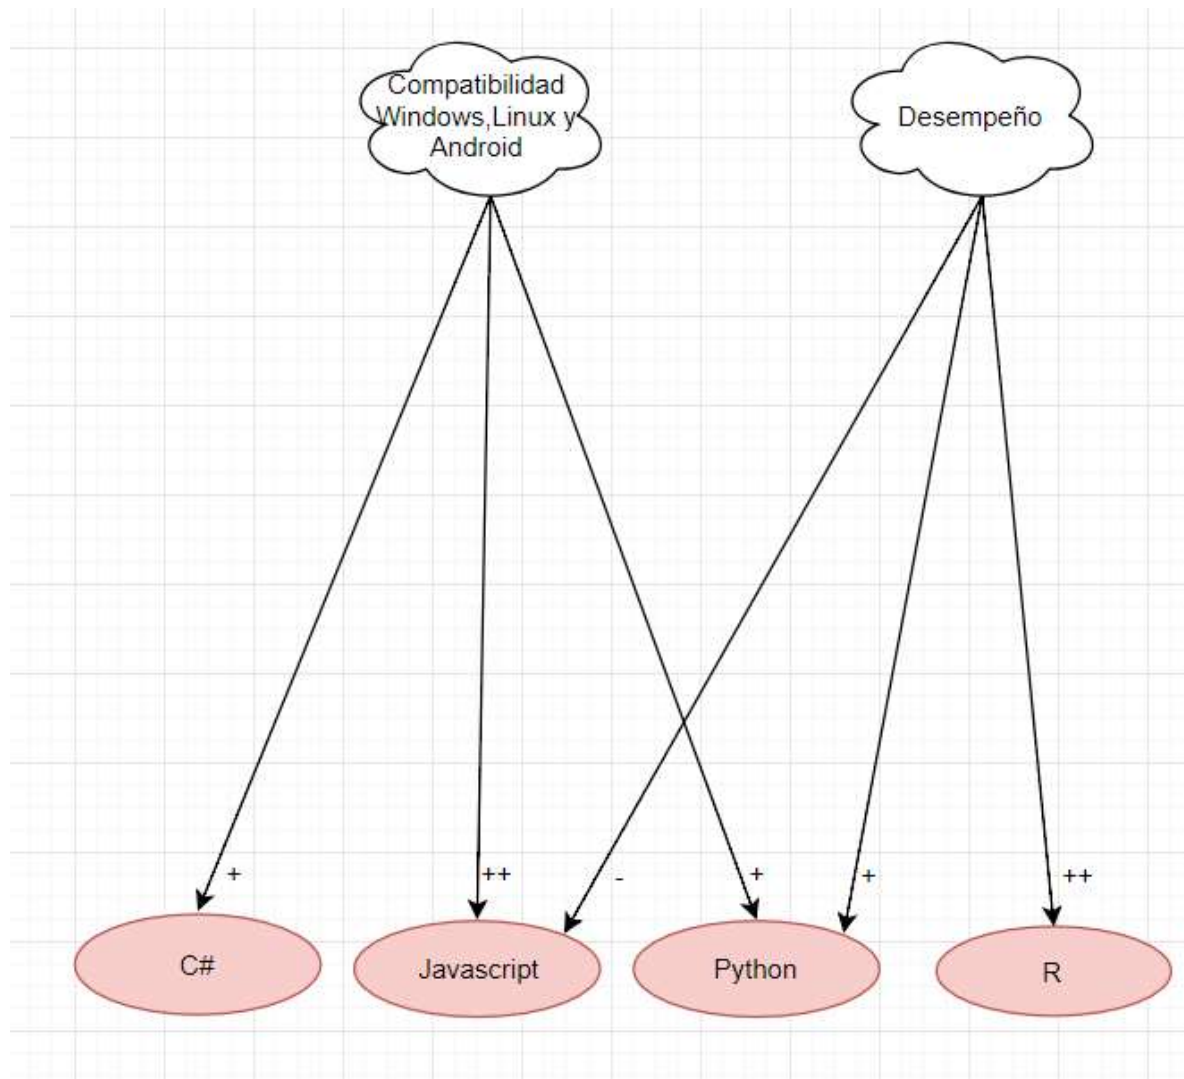 Compatibilidad
Windows,Linux y
Android
Desempeño
+
++
-
+
+
++
C#
Javascript
Python
R